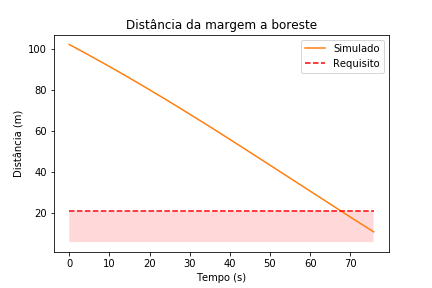 Distância da margem a boreste
Simulado
Requisito
Distância (m)
100
80
60
40
20
0 10 20 30 40 50 60 70
Tempo (s)